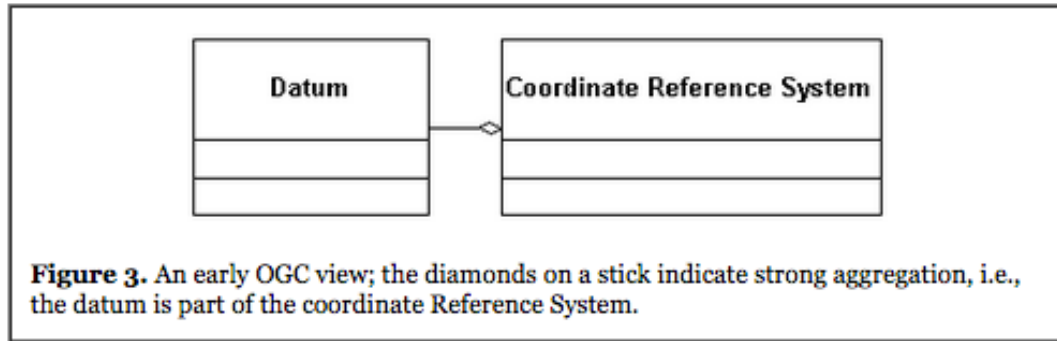 Datum
Coordinate Reference System
Figure 3. An early OGC view; the diamonds on a stick indicate strong aggregation, i.e.,
the datum is part of the coordinate Reference System.